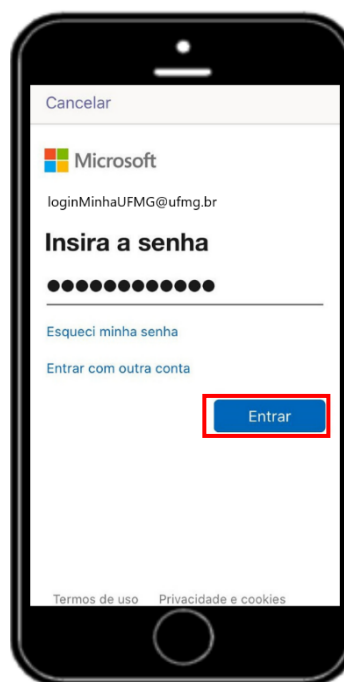 Cancelar
Microsoft
loginMinhaUFMG@ufmg.br
Insira a senha
●●●●●●●●●●●●
Esqueci minha senha
Entrar com outra conta
Entrar
Termos de uso Privacidade e cookies